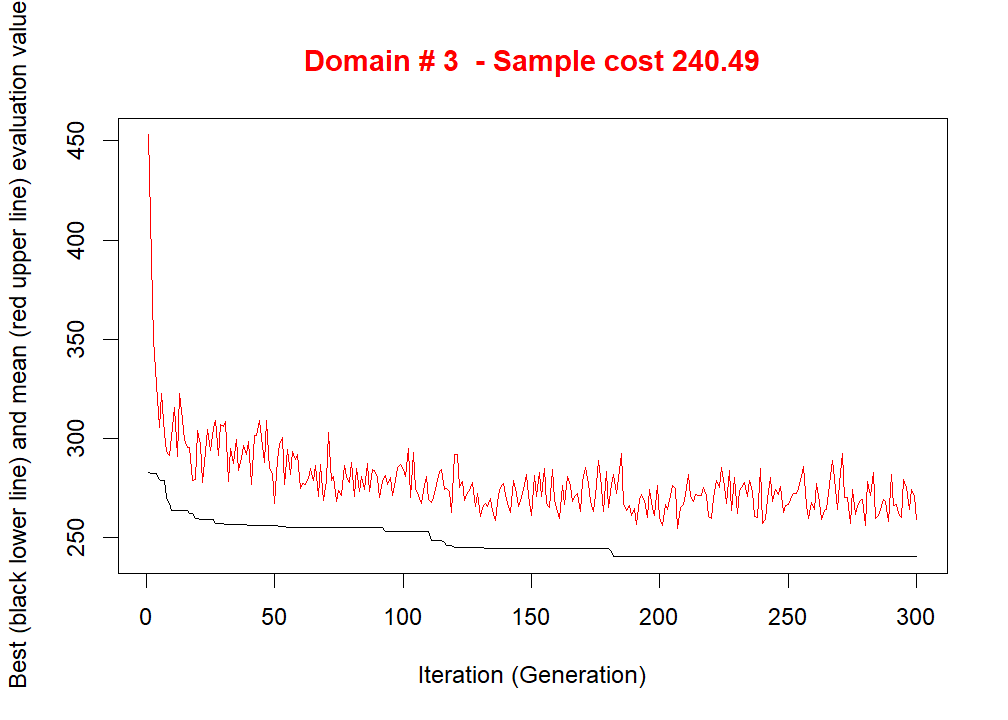 Domain # 3  - Sample cost 240.49
Best (black lower line) and mean (red upper line) evaluation value
450
400
350
300
250
0 50 100 150 200 250 300
Iteration (Generation)